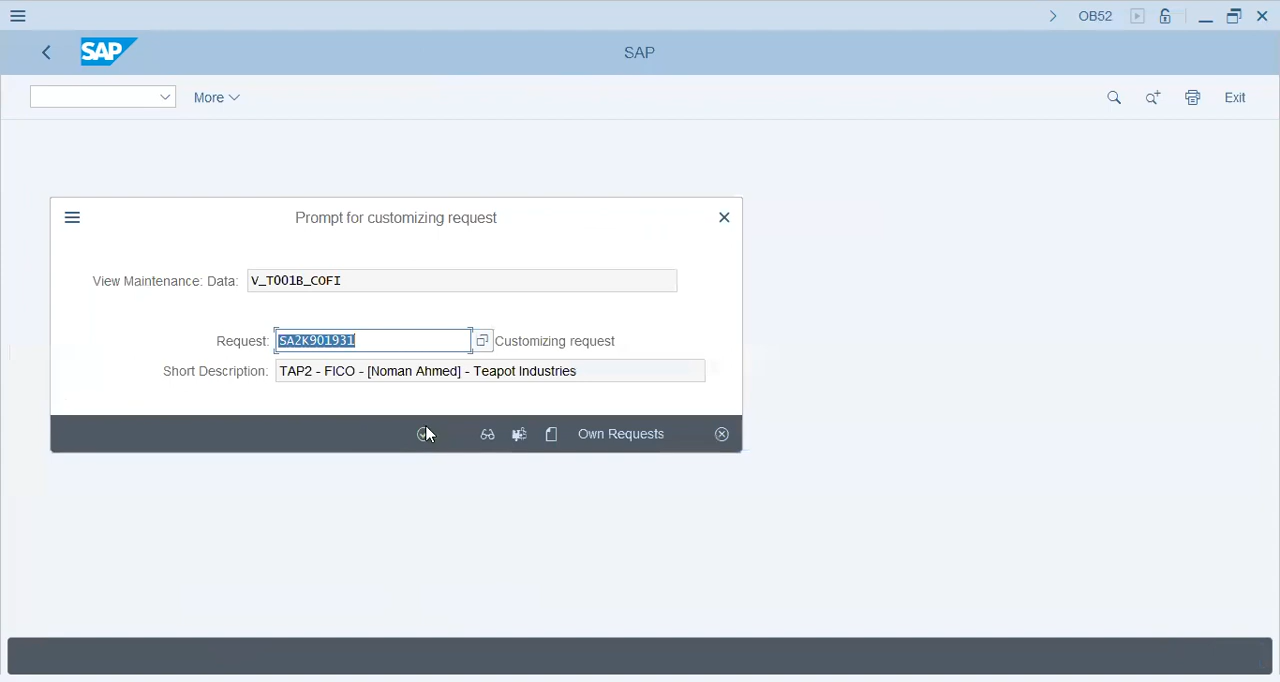 OB52
SAP
SAP
More
Exit
Prompt for customizing request
View Maintenance: Data: V_T001B_COFI
Request: SA2K901931 Customizing request
Short Description: TAP2 - FICO - [Noman Ahmed] - Teapot Industries
Own Requests